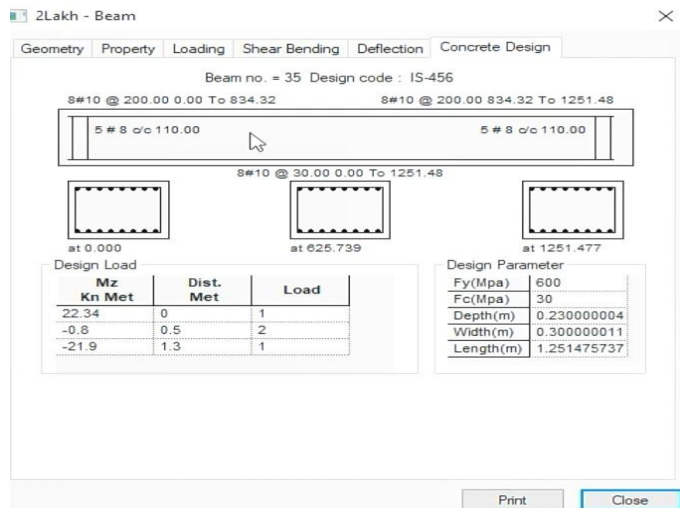 2Lakh - Beam
Geometry Property Loading Shear Bending Deflection Concrete Design
Beam no. = 35 Design code : IS-456
8#10 @ 200.00 0.00 To 834.32 8#10 @ 200.00 834.32 To 1251.48
5 # 8 c/c 110.00 5 # 8 c/c 110.00
8#10 @ 30.00 0.00 To 1251.48
at 0.000 at 625.739 at 1251.477
Design Load Design Parameter
Mz Kn Met Dist. Met Load
22.34 0 1
-0.8 0.5 2
-21.9 1.3 1
Fy(Mpa) 600
Fc(Mpa) 30
Depth(m) 0.230000004
Width(m) 0.300000011
Length(m) 1.251475737
Print Close